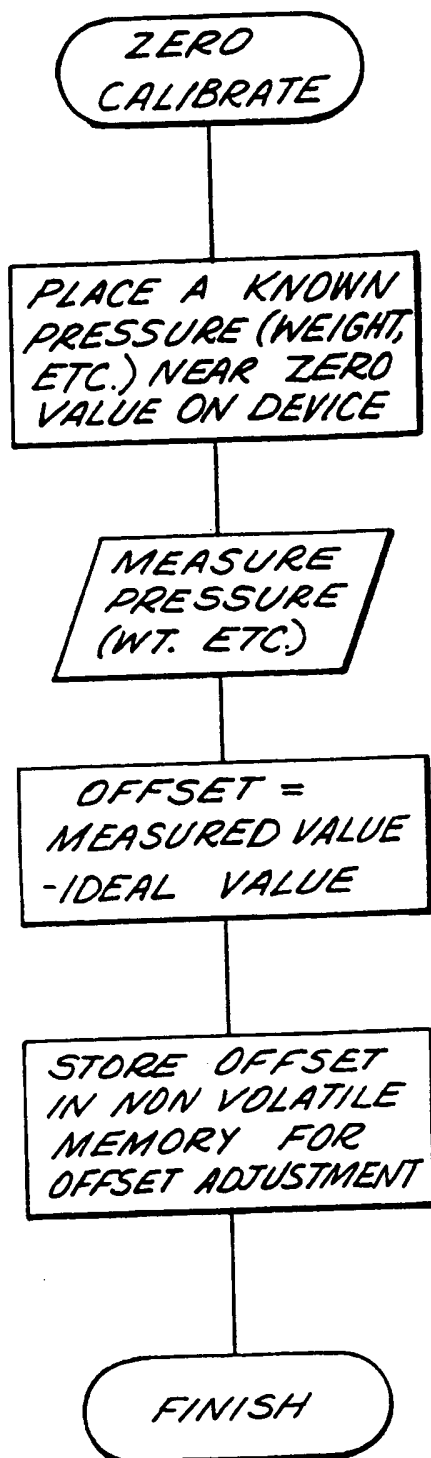 ZERO
CALIBRATE
PLACE A KNOWN
PRESSURE (WEIGHT,
ETC.) NEAR ZERO
VALUE ON DEVICE
MEASURE
PRESSURE
(WT. ETC.)
OFFSET =
MEASURED VALUE
-IDEAL VALUE
STORE OFFSET
IN NON VOLATILE
MEMORY FOR
OFFSET ADJUSTMENT
FINISH